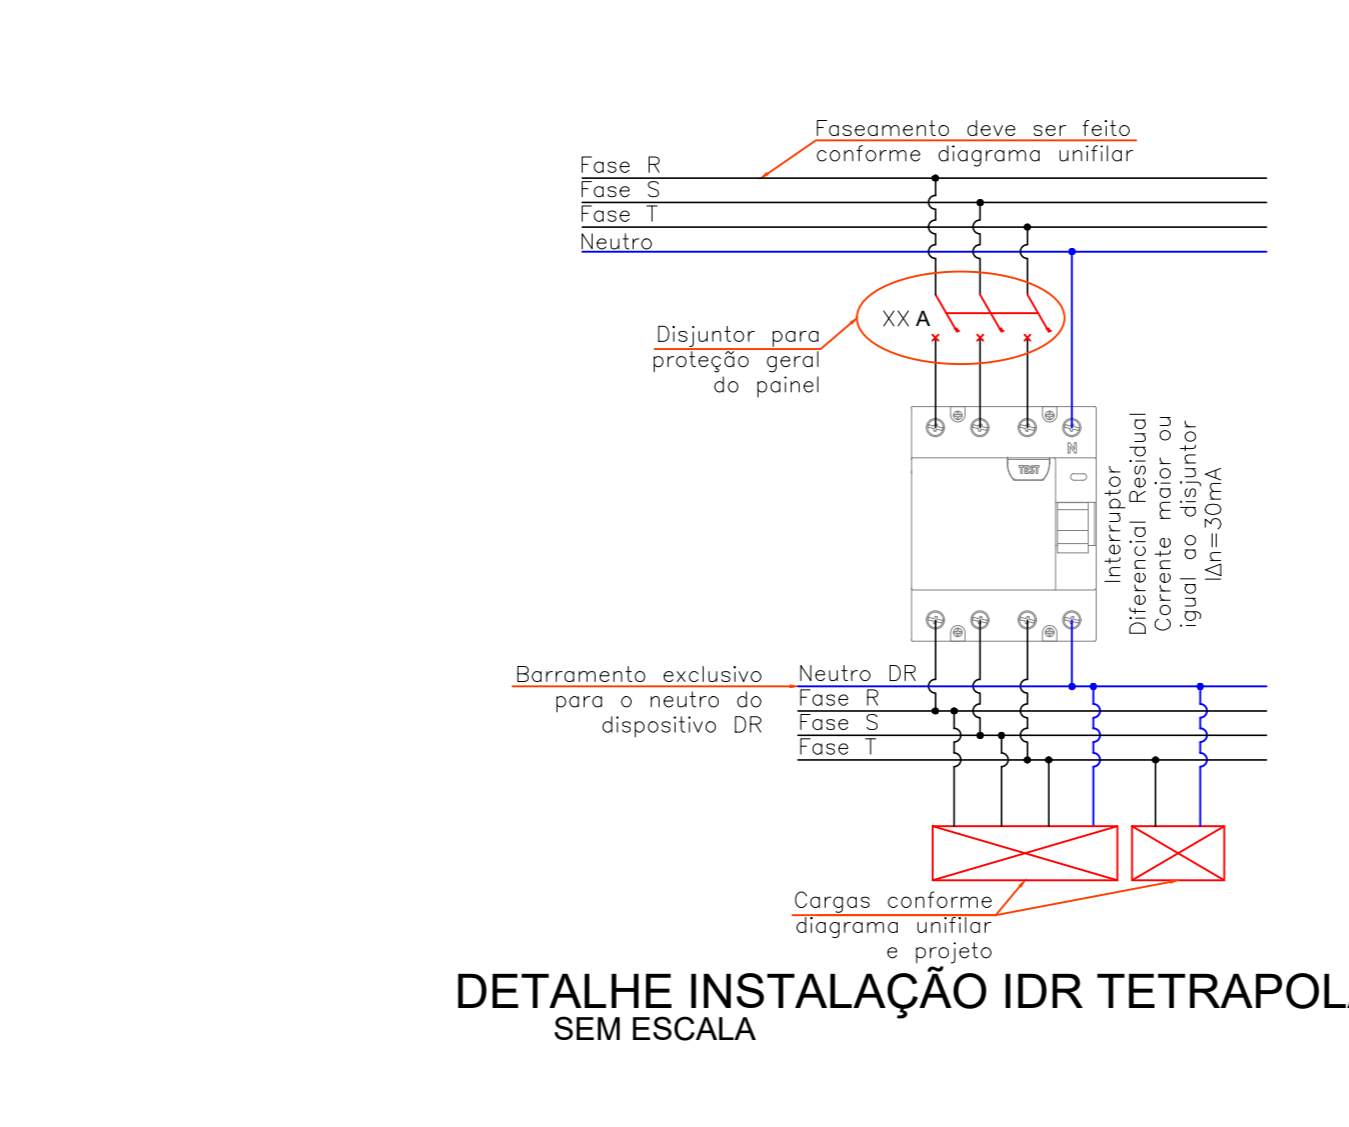 Faseamento deve ser feito
conforme diagrama unifilar
Fase R
Fase S
Fase T
Neutro
XX A
Disjuntor para
proteção geral
do painel
N
TEST
Interruptor
Diferencial Residual
Corrente maior ou
igual ao disjuntor
IΔn=30mA
Barramento exclusivo
para o neutro do
dispositivo DR
Neutro DR
Fase R
Fase S
Fase T
Cargas conforme
diagrama unifilar
e projeto
DETALHE INSTALAÇÃO IDR TETRAPOLA
SEM ESCALA